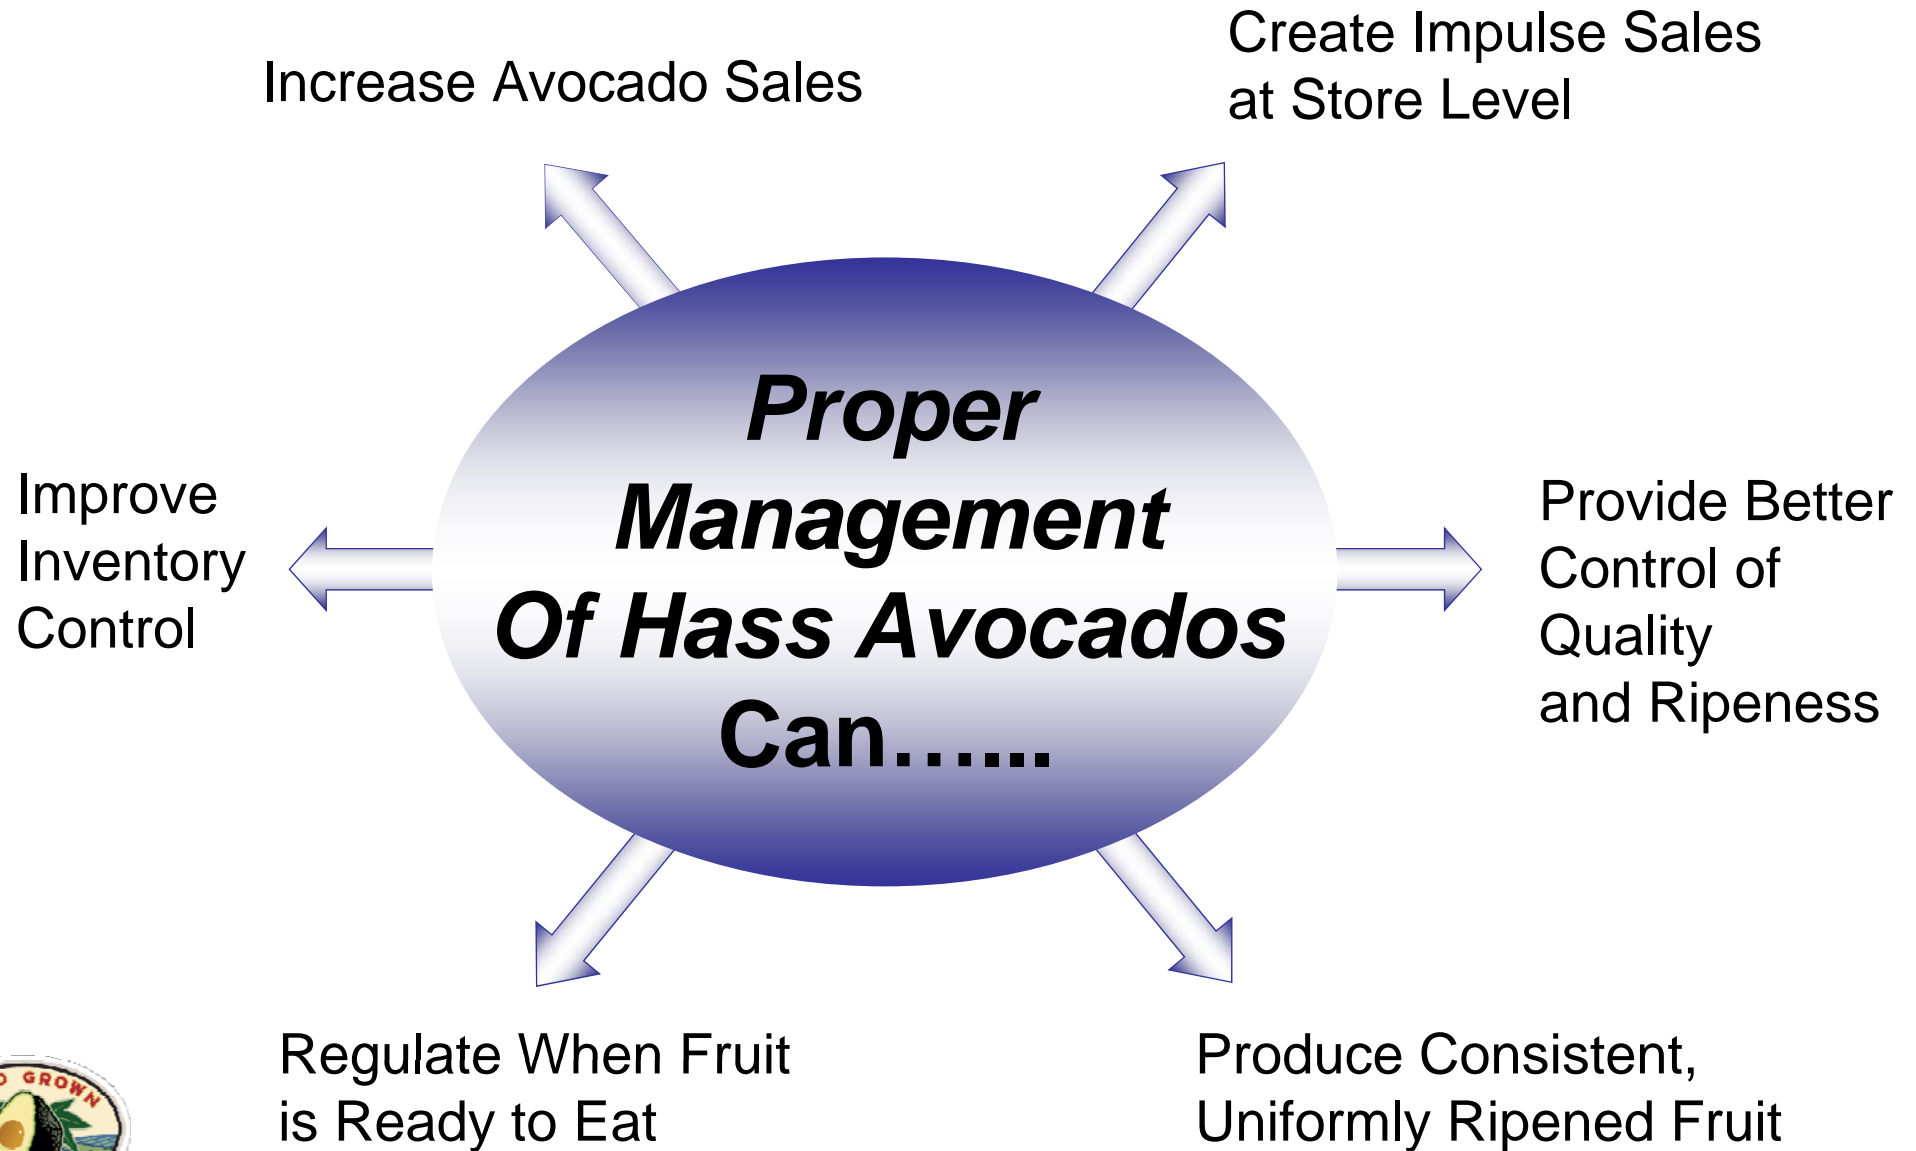 Increase Avocado Sales
Create Impulse Sales
at Store Level
Proper
Management
Of Hass Avocados
Can…...
Improve
Inventory
Control
Provide Better
Control of
Quality
and Ripeness
Regulate When Fruit
is Ready to Eat
Produce Consistent,
Uniformly Ripened Fruit
GROWN